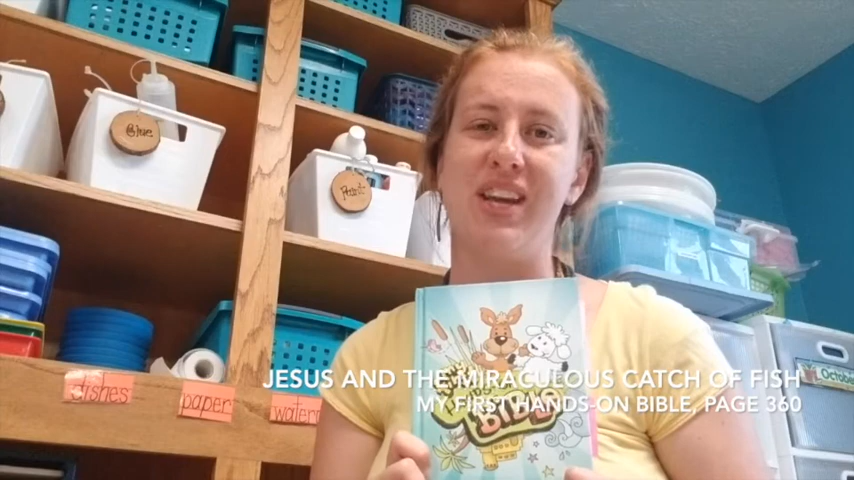 Glue
Paint
dishes
paper
October
JESUS AND THE MIRACULOUS CATCH OF FISH
MY FIRST HANDS-ON BIBLE, PAGE 360
BIBLE